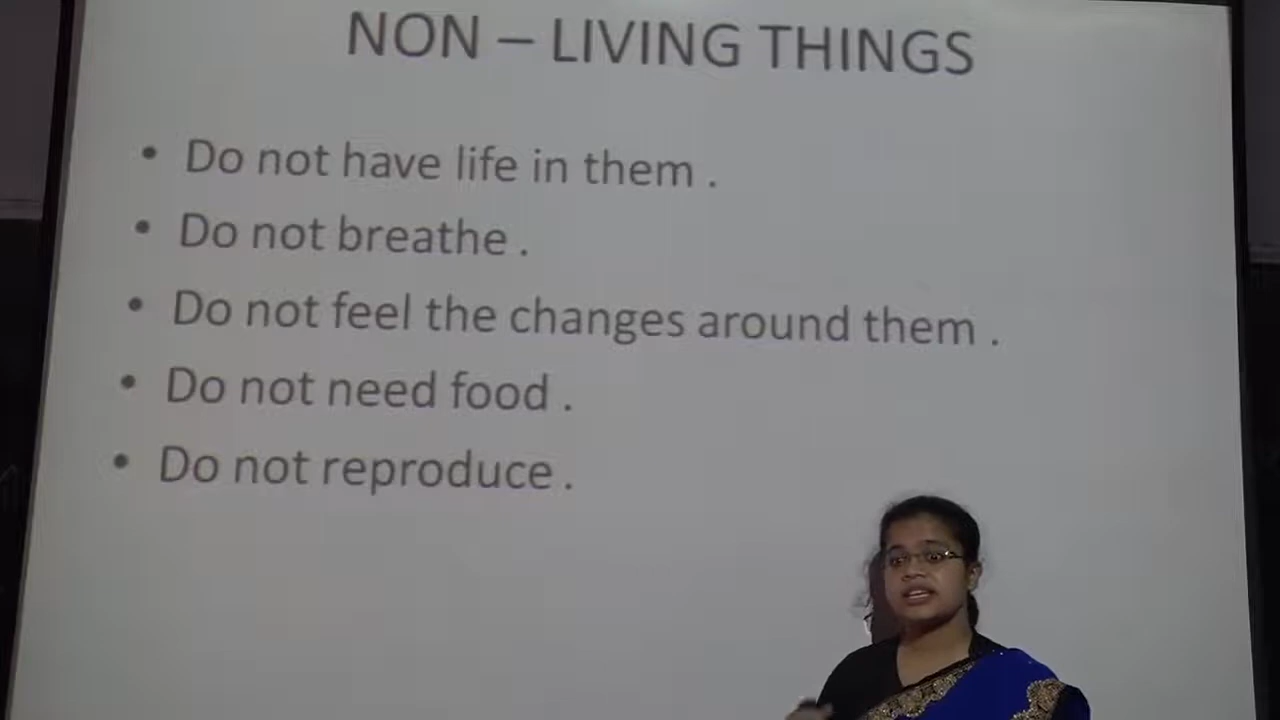 NON – LIVING THINGS
• Do not have life in them .
• Do not breathe .
• Do not feel the changes around them .
• Do not need food .
• Do not reproduce .